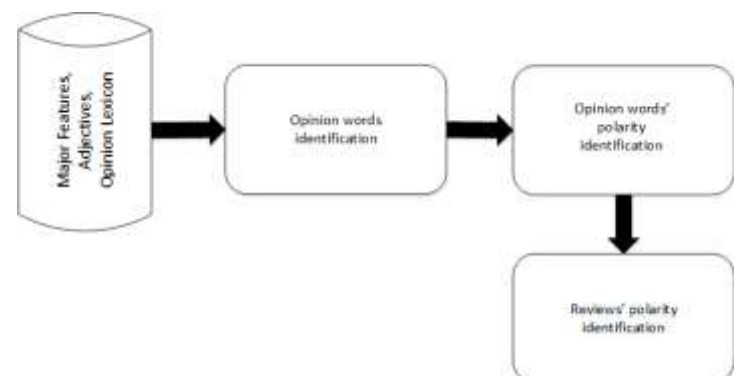 Major Features,
Adjectives,
Opinion Lexicon
Opinion words
identification
Opinion words'
polarity
identification
Reviews' polarity
identification